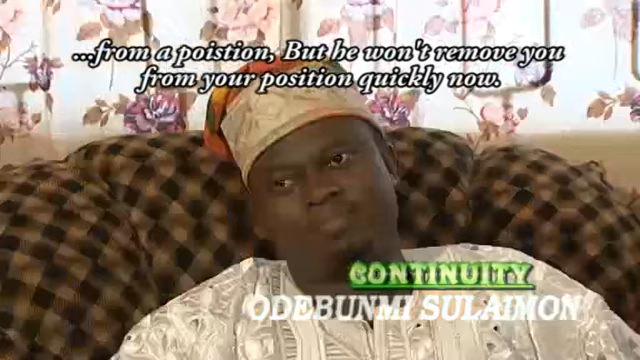 ...from a poistion, But he won't remove you
from your position quickly now.
CONTINUITY
ODEBUNMI SULAIMON